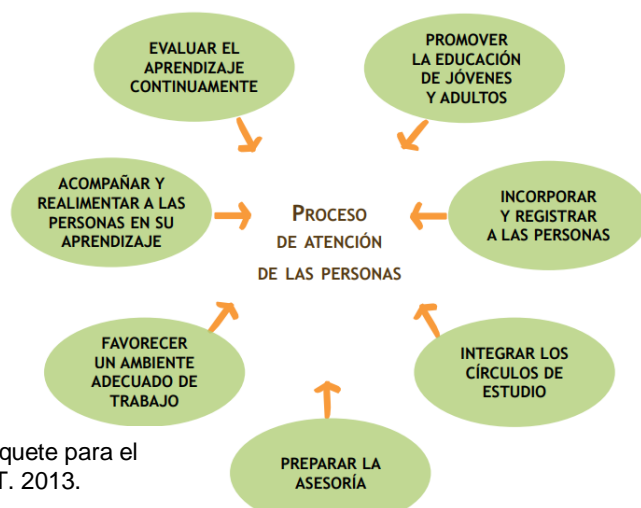 EVALUAR EL
APRENDIZAJE
CONTINUAMENTE
PROMOVER
LA EDUCACIÓN
DE JÓVENES
Y ADULTOS
ACOMPAÑAR Y
REALIMENTAR A LAS
PERSONAS EN SU
APRENDIZAJE
PROCESO
DE ATENCIÓN
DE LAS PERSONAS
INCORPORAR
Y REGISTRAR
A LAS PERSONAS
FAVORECER
UN AMBIENTE
ADECUADO DE
TRABAJO
INTEGRAR LOS
CÍRCULOS DE
ESTUDIO
PREPARAR LA
ASESORÍA
quete para el
T. 2013.